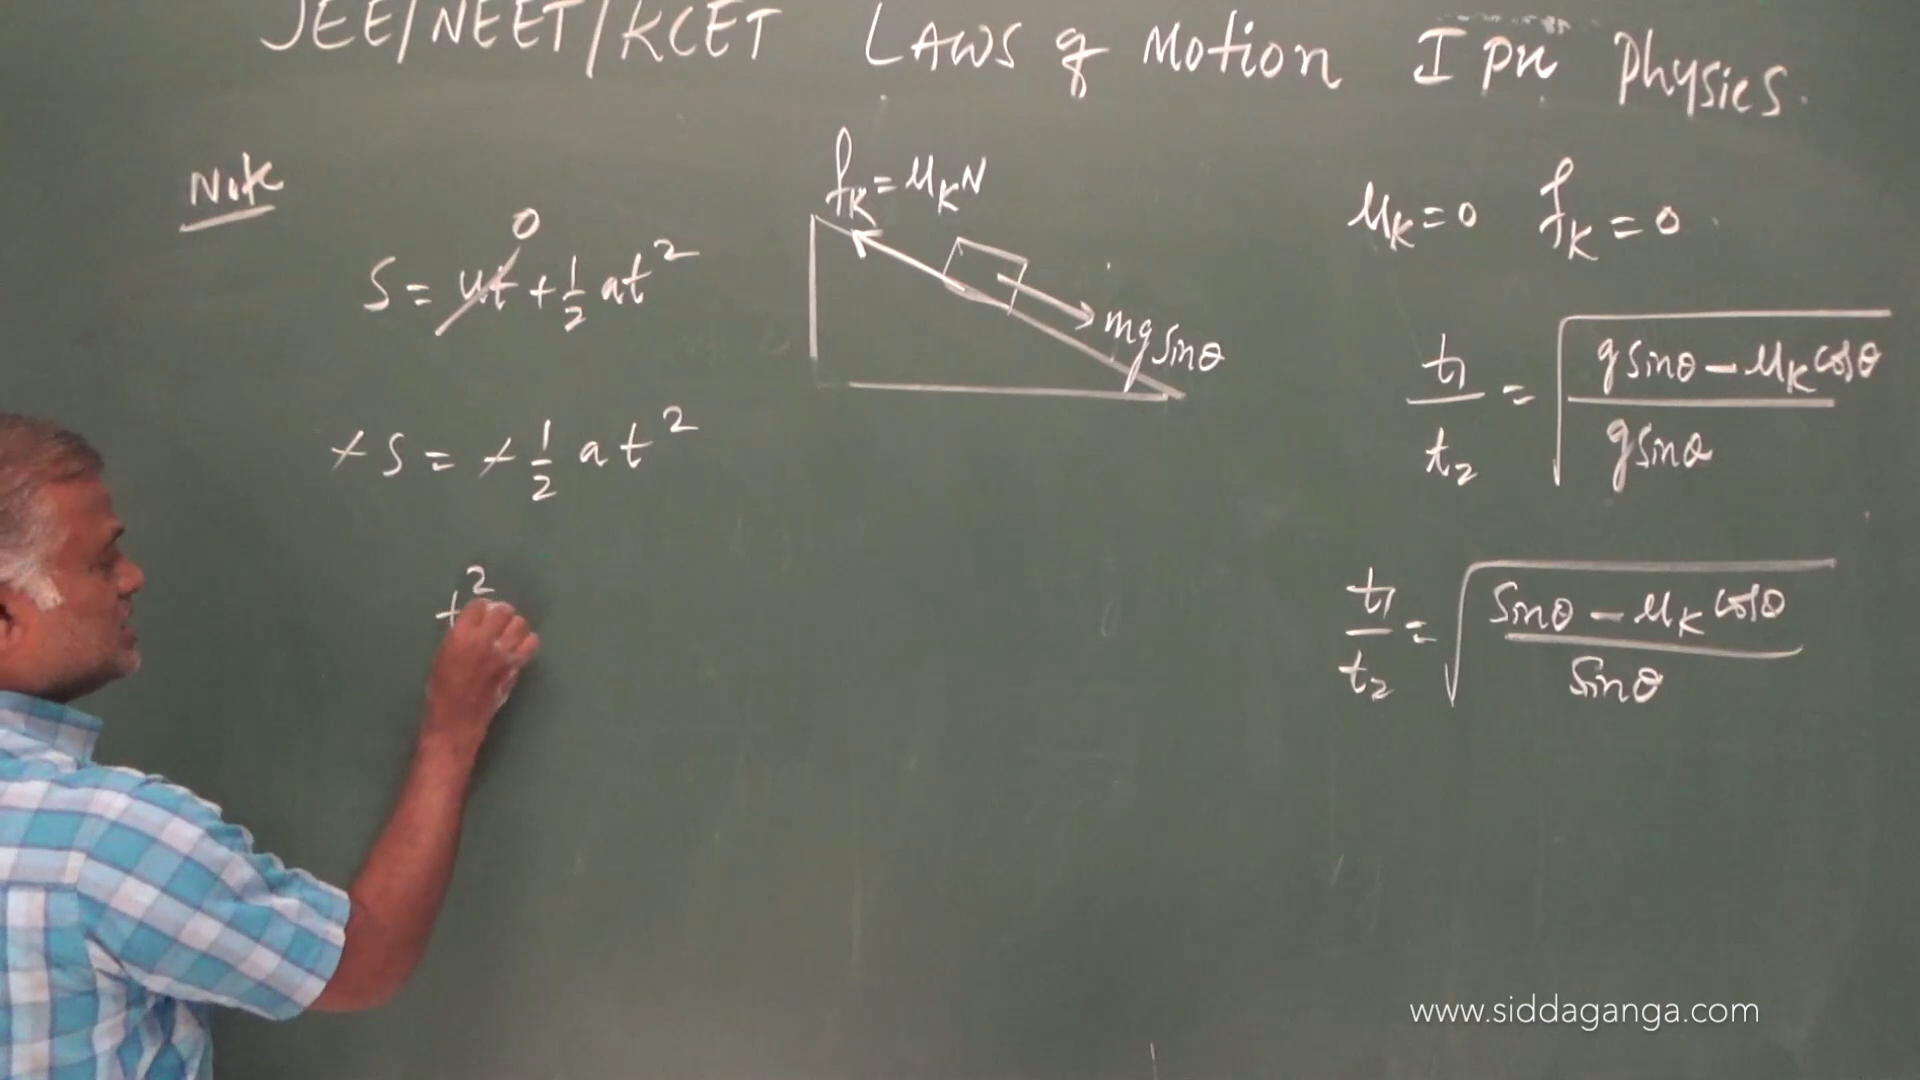 JEE/NEET/KCET Laws of Motion I PU Physics
Note
S = ut + 1/2 at² 0
+S = +1/2 at²
t²
fK = μK N
mg sinθ
μK = 0 fK = 0
t1/t2 = √((g sinθ - μK cosθ)/(g sinθ))
t1/t2 = √((sinθ - μK cosθ)/(sinθ))
www.siddaganga.com